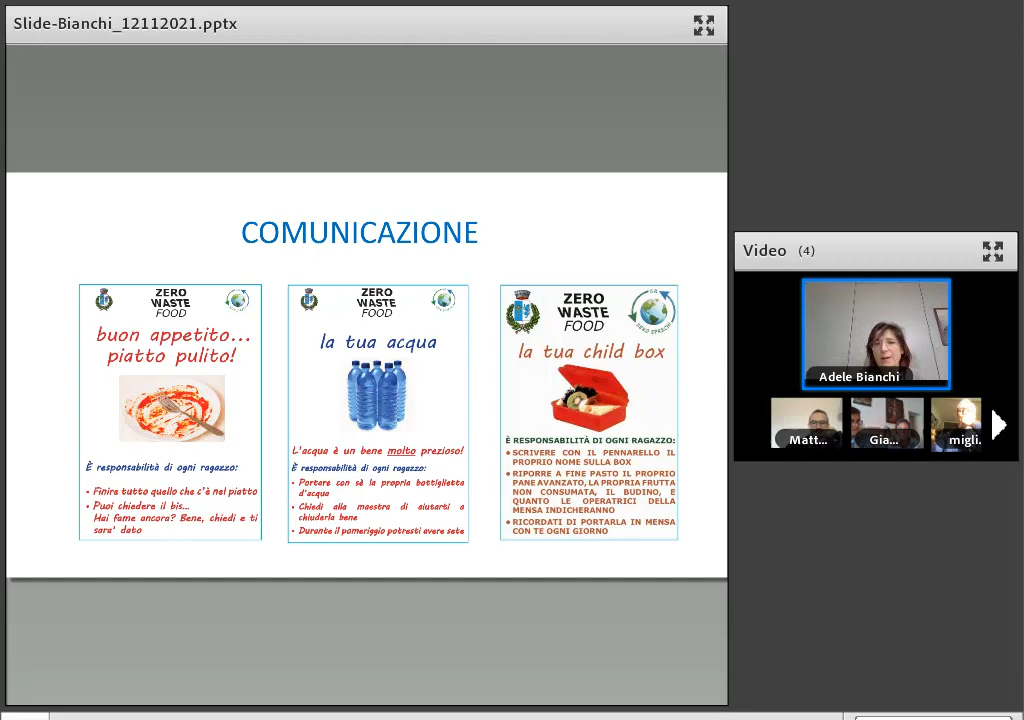 Slide-Bianchi_12112021.pptx
COMUNICAZIONE
ZERO
WASTE
FOOD
buon appetito...
piatto pulito!
È responsabilità di ogni ragazzo:
• Finire tutto quello che c'è nel piatto
• Puoi chiedere il bis...
Hai fame ancora? Bene, chiedi e ti
sara' dato
ZERO
WASTE
FOOD
la tua acqua
L'acqua è un bene molto prezioso!
È responsabilità di ogni ragazzo:
• Portare con sè la propria bottiglietta
d'acqua
• Chiedi alla maestra di aiutarti a
chiuderla bene
• Durante il pomeriggio potresti avere sete
ZERO
WASTE
FOOD
ZERO SPRECHI
la tua child box
È RESPONSABILITÀ DI OGNI RAGAZZO:
• SCRIVERE CON IL PENNARELLO IL
PROPRIO NOME SULLA BOX
• RIPORRE A FINE PASTO IL PROPRIO
PANE AVANZATO, LA PROPRIA FRUTTA
NON CONSUMATA, IL BUDINO, E
QUANTO LE OPERATRICI DELLA
MENSA INDICHERANNO
• RICORDATI DI PORTARLA IN MENSA
CON TE OGNI GIORNO
Video (4)
Adele Bianchi
Matt...
Gia...
migli.